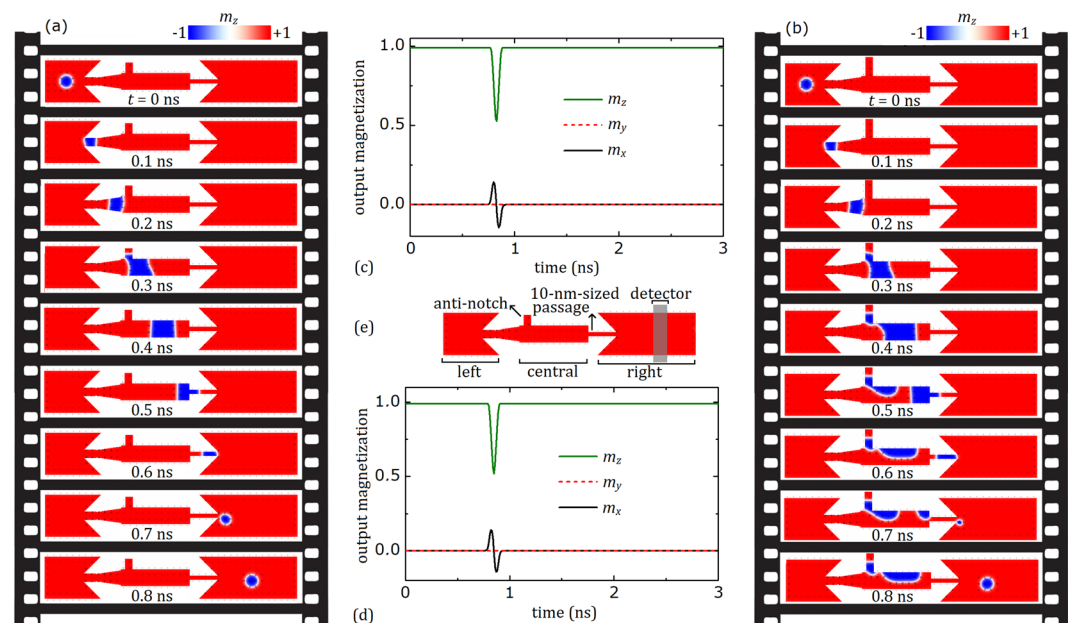 (a)
m_z
-1
+1
t = 0 ns
0.1 ns
0.2 ns
0.3 ns
0.4 ns
0.5 ns
0.6 ns
0.7 ns
0.8 ns
1.0
0.5
0.0
output magnetization
m_z
m_y
m_x
0
1
2
3
time (ns)
(c)
(e)
anti-notch
10-nm-sized
passage
detector
left
central
right
1.0
0.5
0.0
output magnetization
m_z
m_y
m_x
0
1
2
3
time (ns)
(d)
(b)
m_z
-1
+1
t = 0 ns
0.1 ns
0.2 ns
0.3 ns
0.4 ns
0.5 ns
0.6 ns
0.7 ns
0.8 ns